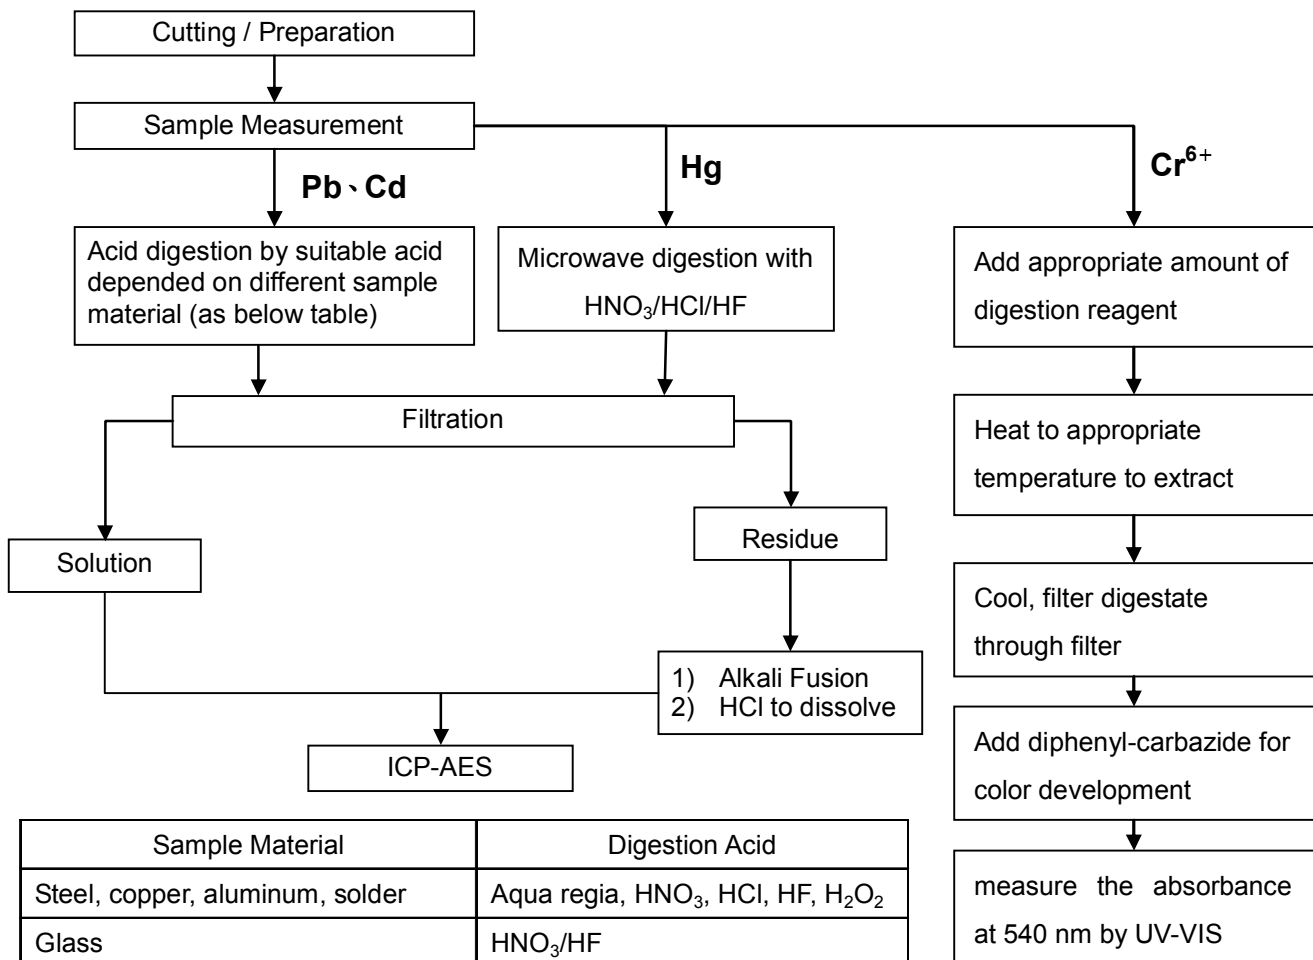 Cutting / Preparation
Sample Measurement
Pb、Cd
Hg
Cr⁶⁺
Acid digestion by suitable acid
depended on different sample
material (as below table)
Microwave digestion with
HNO₃/HCl/HF
Add appropriate amount of
digestion reagent
Filtration
Heat to appropriate
temperature to extract
Solution
Residue
Cool, filter digestate
through filter
1) Alkali Fusion
2) HCl to dissolve
ICP-AES
Add diphenyl-carbazide for
color development
measure the absorbance
at 540 nm by UV-VIS
Sample Material Digestion Acid
Steel, copper, aluminum, solder Aqua regia, HNO₃, HCl, HF, H₂O₂
Glass HNO₃/HF